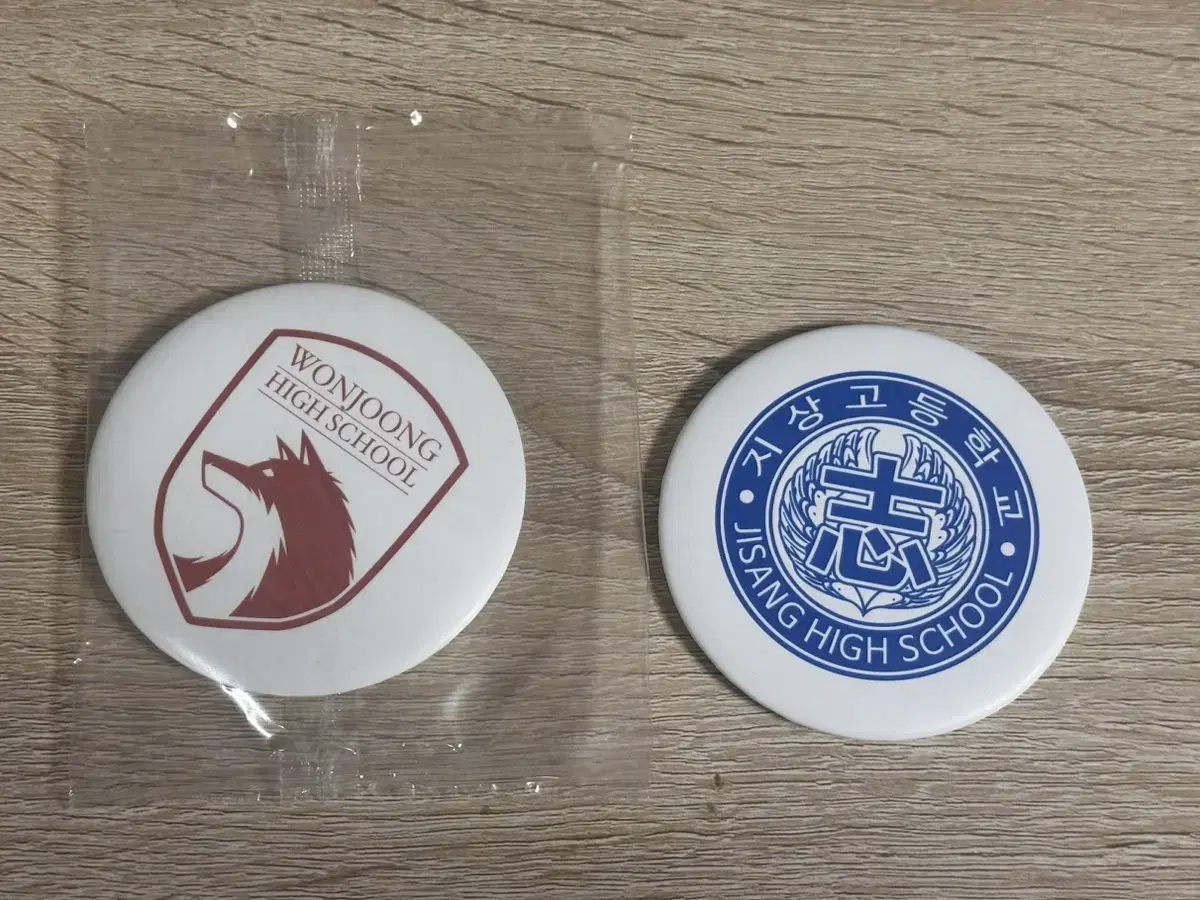 WONJOONG
HIGH SCHOOL
지상고등학교
志
JISANG HIGH SCHOOL